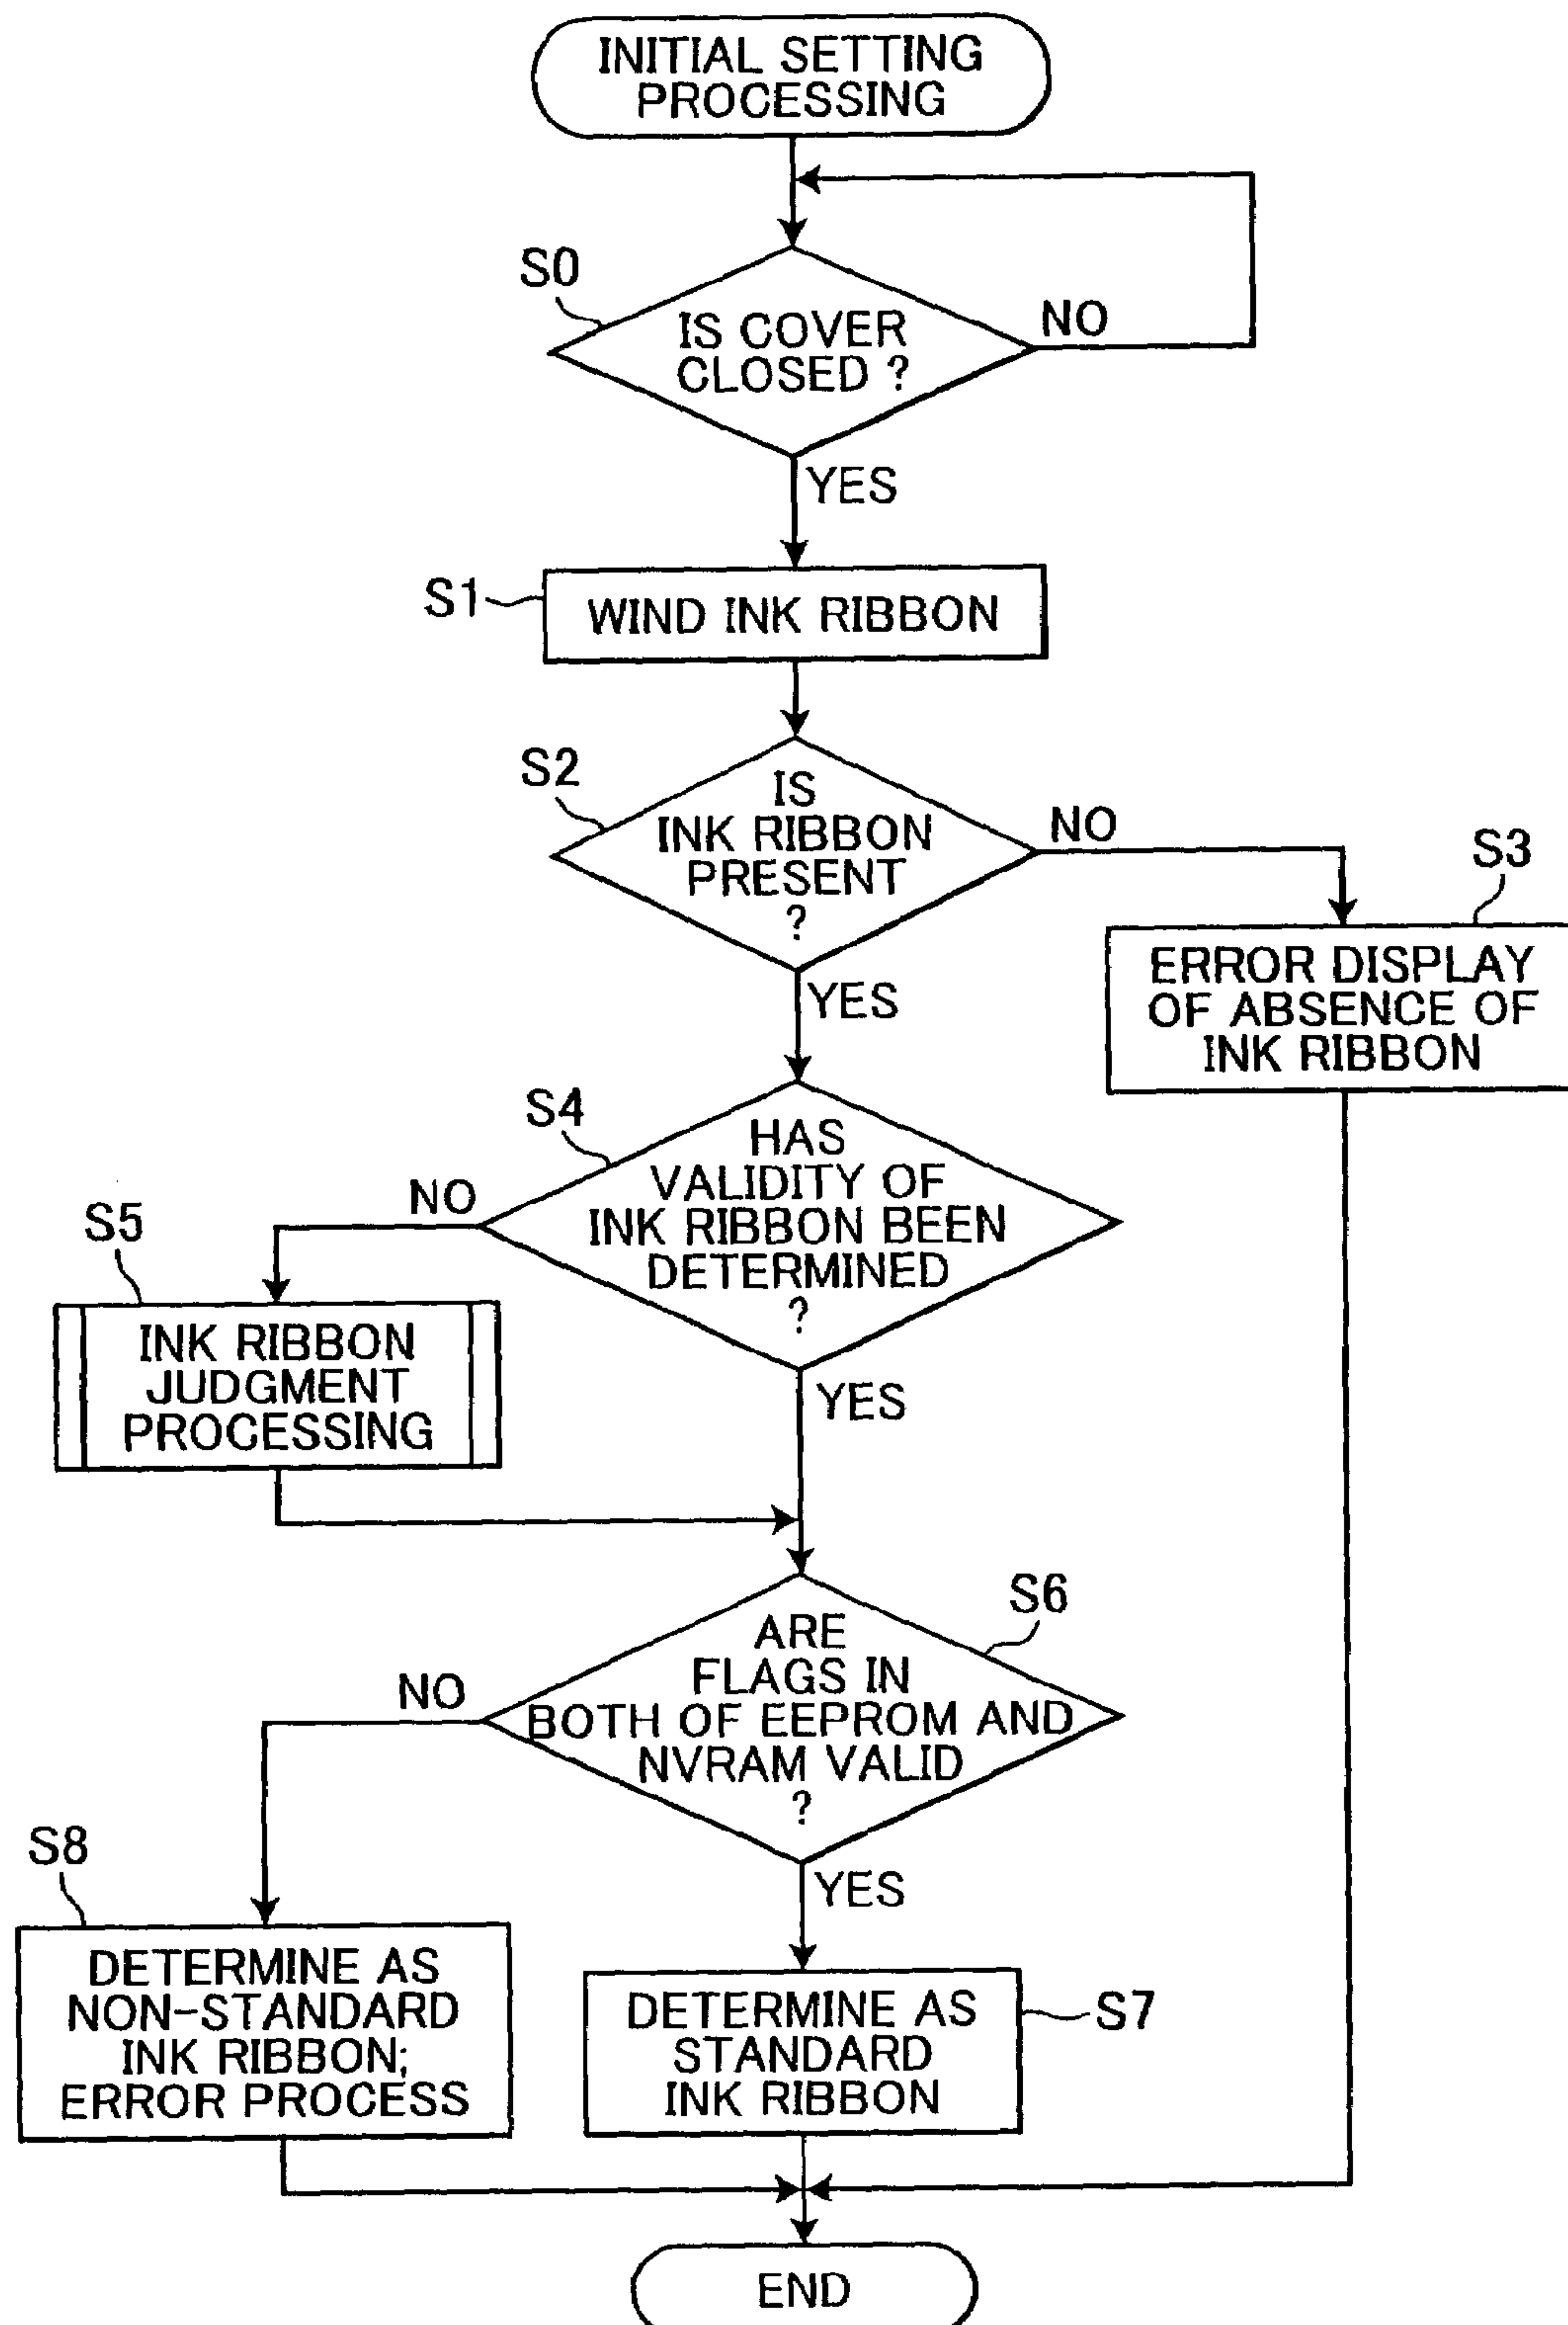 INITIAL SETTING
PROCESSING
S0
IS COVER
CLOSED ?
NO
YES
S1
WIND INK RIBBON
S2
IS
INK RIBBON
PRESENT
?
NO
YES
S3
ERROR DISPLAY
OF ABSENCE OF
INK RIBBON
S4
HAS
VALIDITY OF
INK RIBBON BEEN
DETERMINED
?
NO
YES
S5
INK RIBBON
JUDGMENT
PROCESSING
S6
ARE
FLAGS IN
BOTH OF EEPROM AND
NVRAM VALID
?
NO
YES
S8
DETERMINE AS
NON-STANDARD
INK RIBBON;
ERROR PROCESS
DETERMINE AS
STANDARD
INK RIBBON
S7
END